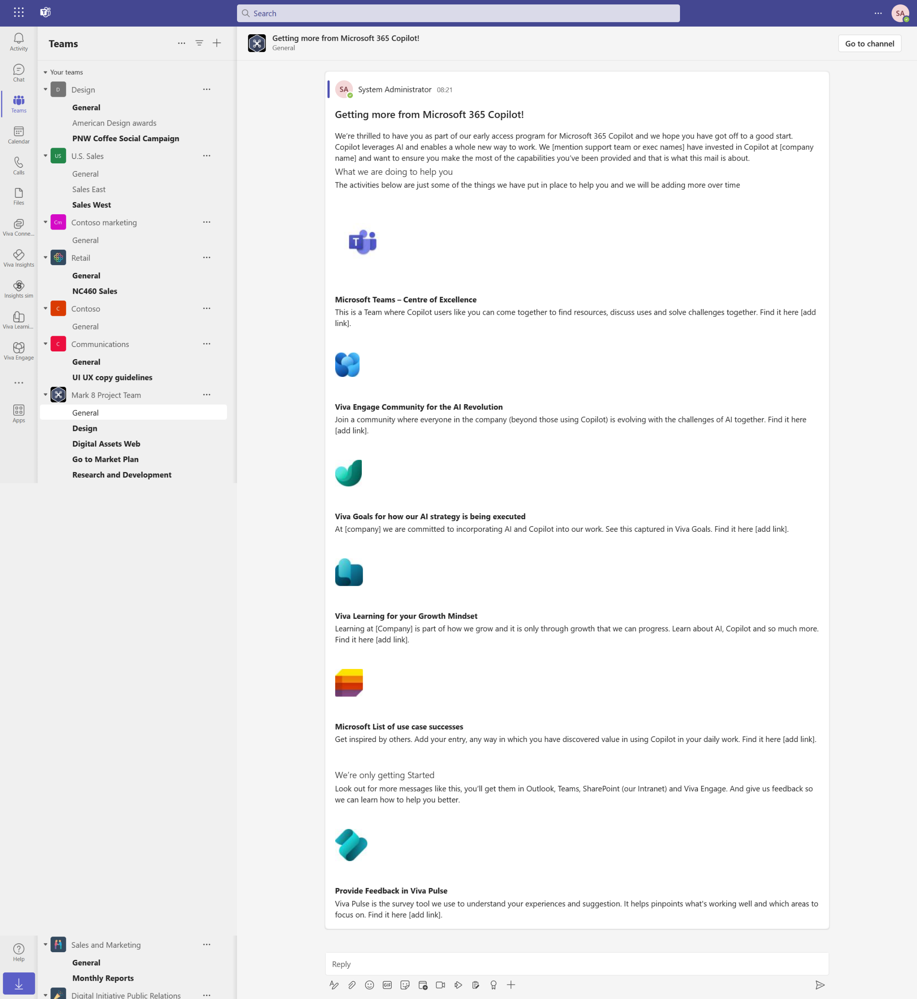 Search
SA
Activity
Chat
Teams
Calendar
Calls
Files
Viva Conne...
Viva Insights
Insights sim
Viva Learni...
Viva Engage
Apps
Help
Teams
Your teams
D Design
General
American Design awards
PNW Coffee Social Campaign
US U.S. Sales
General
Sales East
Sales West
Cm Contoso marketing
General
Retail
General
NC460 Sales
C Contoso
General
C Communications
General
UI UX copy guidelines
Mark 8 Project Team
General
Design
Digital Assets Web
Go to Market Plan
Research and Development
Sales and Marketing
General
Monthly Reports
Digital Initiative Public Relations
Getting more from Microsoft 365 Copilot!
General
Go to channel
SA System Administrator 08:21
Getting more from Microsoft 365 Copilot!
We’re thrilled to have you as part of our early access program for Microsoft 365 Copilot and we hope you have got off to a good start.
Copilot leverages AI and enables a whole new way to work. We [mention support team or exec names] have invested in Copilot at [company
name] and want to ensure you make the most of the capabilities you’ve been provided and that is what this mail is about.
What we are doing to help you
The activities below are just some of the things we have put in place to help you and we will be adding more over time
T
Microsoft Teams – Centre of Excellence
This is a Team where Copilot users like you can come together to find resources, discuss uses and solve challenges together. Find it here [add
link].
Viva Engage Community for the AI Revolution
Join a community where everyone in the company (beyond those using Copilot) is evolving with the challenges of AI together. Find it here
[add link].
Viva Goals for how our AI strategy is being executed
At [company] we are committed to incorporating AI and Copilot into our work. See this captured in Viva Goals. Find it here [add link].
Viva Learning for your Growth Mindset
Learning at [Company] is part of how we grow and it is only through growth that we can progress. Learn about AI, Copilot and so much more.
Find it here [add link].
Microsoft List of use case successes
Get inspired by others. Add your entry, any way in which you have discovered value in using Copilot in your daily work. Find it here [add link].
We’re only getting Started
Look out for more messages like this, you’ll get them in Outlook, Teams, SharePoint (our Intranet) and Viva Engage. And give us feedback so
we can learn how to help you better.
Provide Feedback in Viva Pulse
Viva Pulse is the survey tool we use to understand your experiences and suggestion. It helps pinpoints what's working well and which areas to
focus on. Find it here [add link].
Reply
GIF